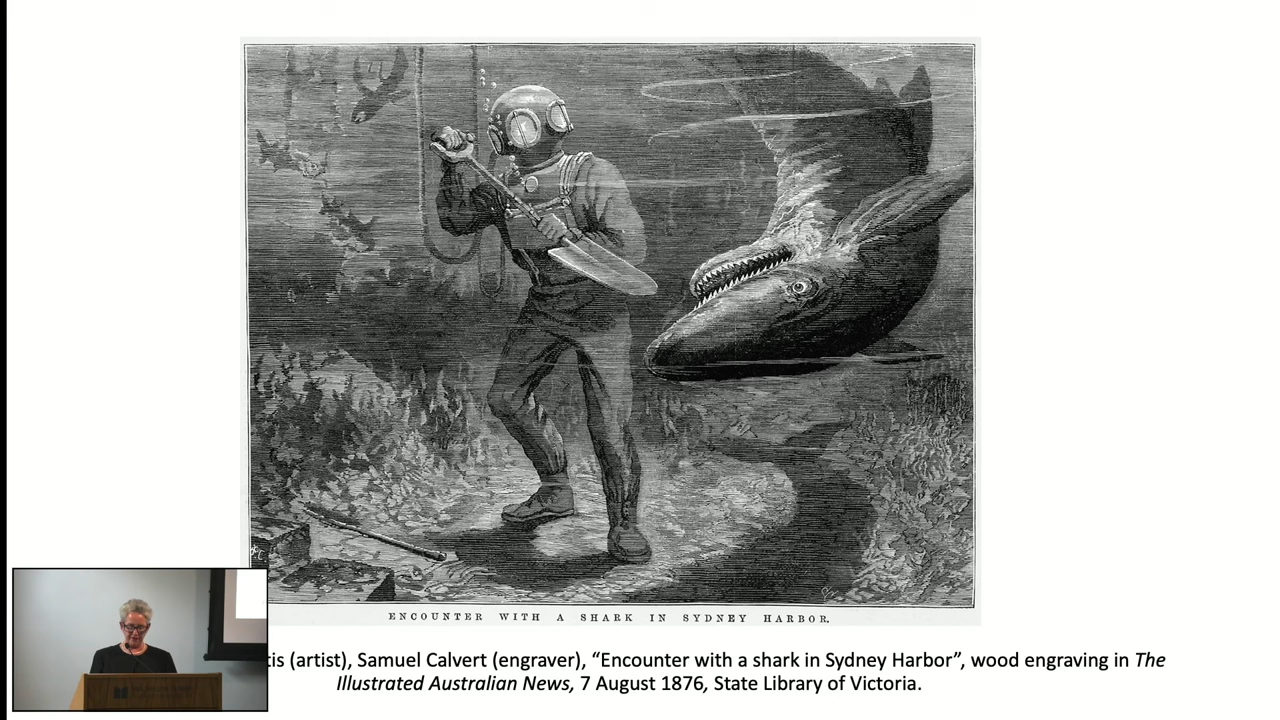 ENCOUNTER WITH A SHARK IN SYDNEY HARBOR.
(artist), Samuel Calvert (engraver), “Encounter with a shark in Sydney Harbor”, wood engraving in The
Illustrated Australian News, 7 August 1876, State Library of Victoria.